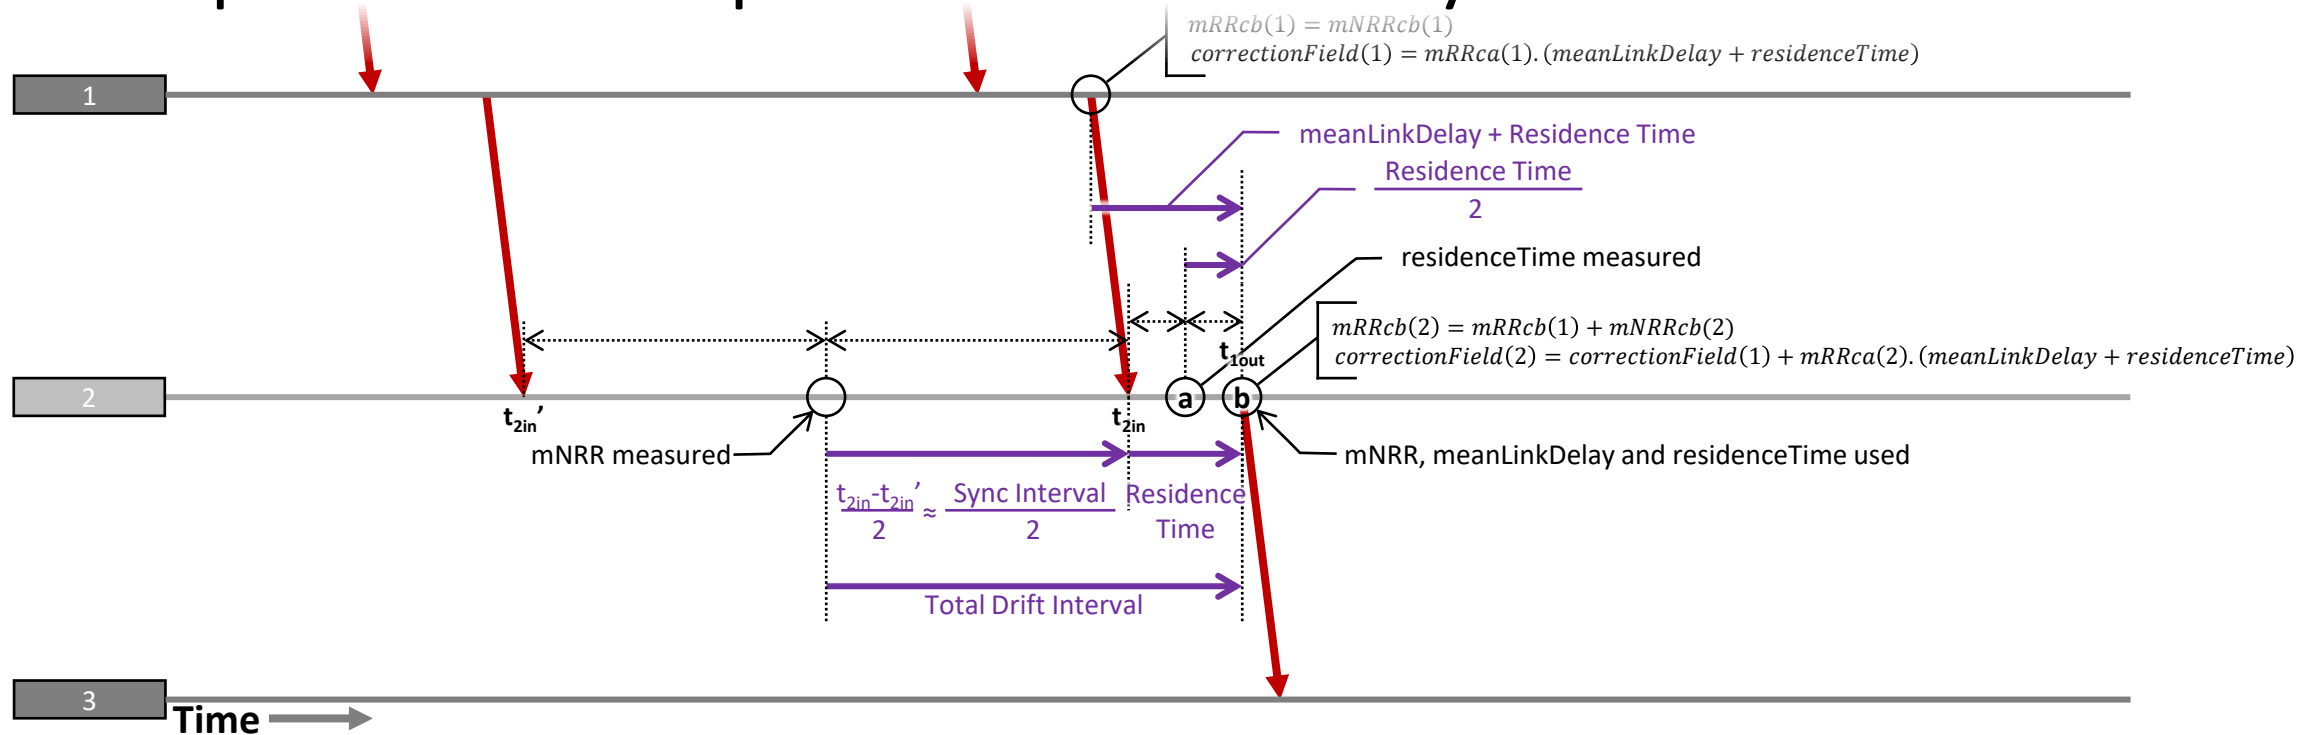 mRRcb(1) = mNRRcb(1)
correctionField(1) = mRRca(1).(meanLinkDelay + residenceTime)
1
meanLinkDelay + Residence Time
Residence Time
2
residenceTime measured
mRRcb(2) = mRRcb(1) + mNRRcb(2)
t1out
correctionField(2) = correctionField(1) + mRRca(2).(meanLinkDelay + residenceTime)
2
a
b
t2in’
t2in
mNRR measured
mNRR, meanLinkDelay and residenceTime used
t2in-t2in’
2
≈
Sync Interval
2
Residence
Time
Total Drift Interval
3
Time